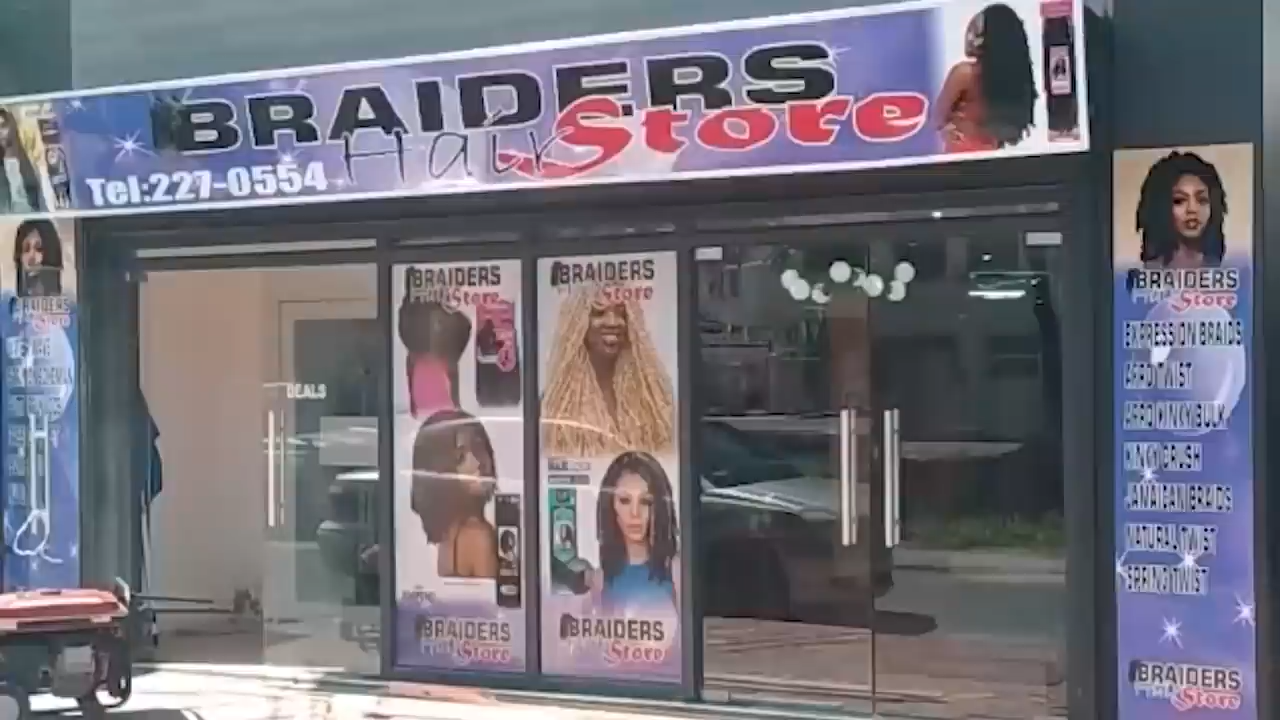 BRAIDERS
Hair Store
Tel:227-0554
BRAIDERS
Hair Store
DEALS
BRAIDERS
Hair Store
BRAIDERS
Hair Store
BRAIDERS
Hair Store
BRAIDERS
Hair Store
BRAIDERS
Hair Store
EXPRESSION BRAIDS
AFRO TWIST
AFRO KINKY BULK
KINKY BRUSH
JAMAICAN BRAIDS
NATURAL TWIST
SPRING TWIST
BRAIDERS
Hair Store